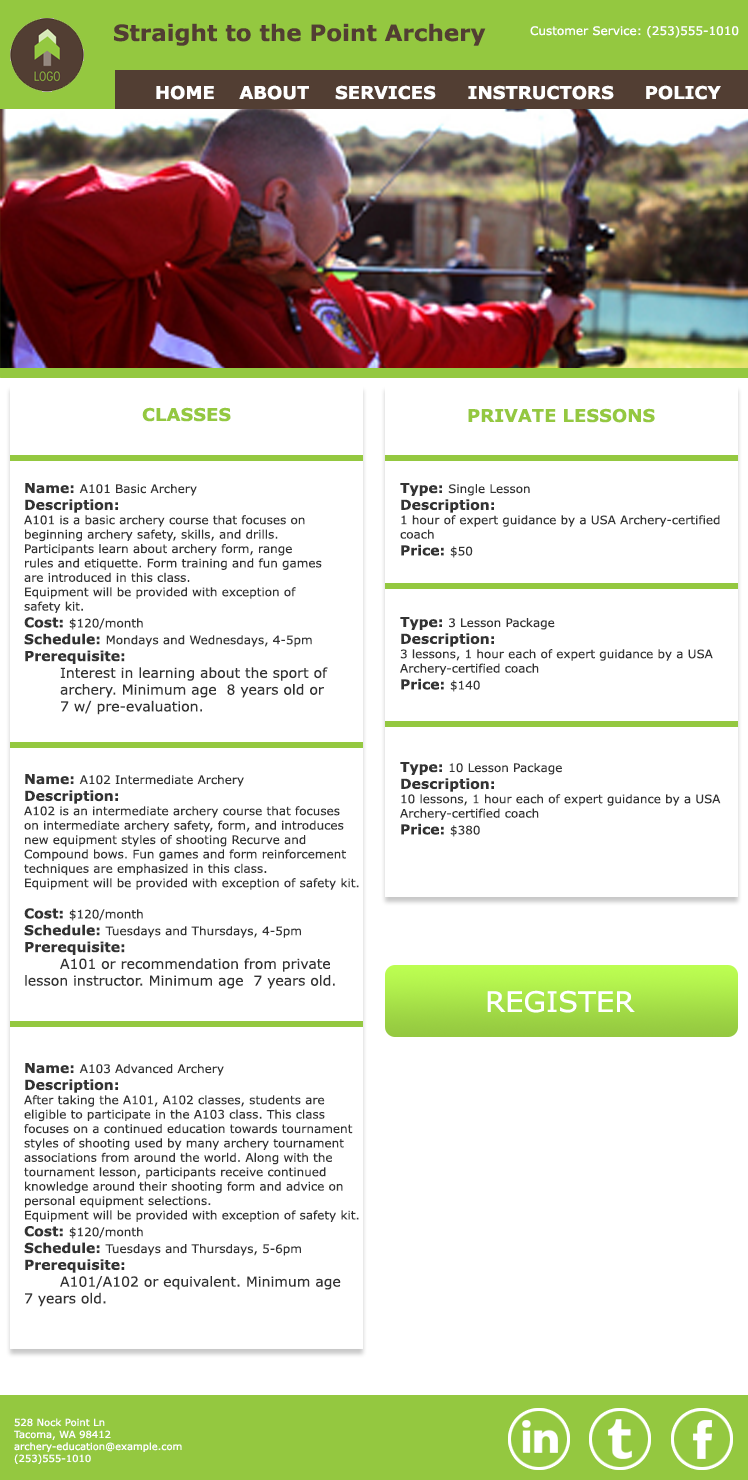 Straight to the Point Archery
Customer Service: (253)555-1010
LOGO
HOME ABOUT SERVICES INSTRUCTORS POLICY
CLASSES
Name: A101 Basic Archery
Description:
A101 is a basic archery course that focuses on
beginning archery safety, skills, and drills.
Participants learn about archery form, range
rules and etiquette. Form training and fun games
are introduced in this class.
Equipment will be provided with exception of
safety kit.
Cost: $120/month
Schedule: Mondays and Wednesdays, 4-5pm
Prerequisite:
Interest in learning about the sport of
archery. Minimum age  8 years old or
7 w/ pre-evaluation.
Name: A102 Intermediate Archery
Description:
A102 is an intermediate archery course that focuses
on intermediate archery safety, form, and introduces
new equipment styles of shooting Recurve and
Compound bows. Fun games and form reinforcement
techniques are emphasized in this class.
Equipment will be provided with exception of safety kit.
Cost: $120/month
Schedule: Tuesdays and Thursdays, 4-5pm
Prerequisite:
A101 or recommendation from private
lesson instructor. Minimum age  7 years old.
Name: A103 Advanced Archery
Description:
After taking the A101, A102 classes, students are
eligible to participate in the A103 class. This class
focuses on a continued education towards tournament
styles of shooting used by many archery tournament
associations from around the world. Along with the
tournament lesson, participants receive continued
knowledge around their shooting form and advice on
personal equipment selections.
Equipment will be provided with exception of safety kit.
Cost: $120/month
Schedule: Tuesdays and Thursdays, 5-6pm
Prerequisite:
A101/A102 or equivalent. Minimum age
7 years old.
PRIVATE LESSONS
Type: Single Lesson
Description:
1 hour of expert guidance by a USA Archery-certified
coach
Price: $50
Type: 3 Lesson Package
Description:
3 lessons, 1 hour each of expert guidance by a USA
Archery-certified coach
Price: $140
Type: 10 Lesson Package
Description:
10 lessons, 1 hour each of expert guidance by a USA
Archery-certified coach
Price: $380
REGISTER
528 Nock Point Ln
Tacoma, WA 98412
archery-education@example.com
(253)555-1010
in t f